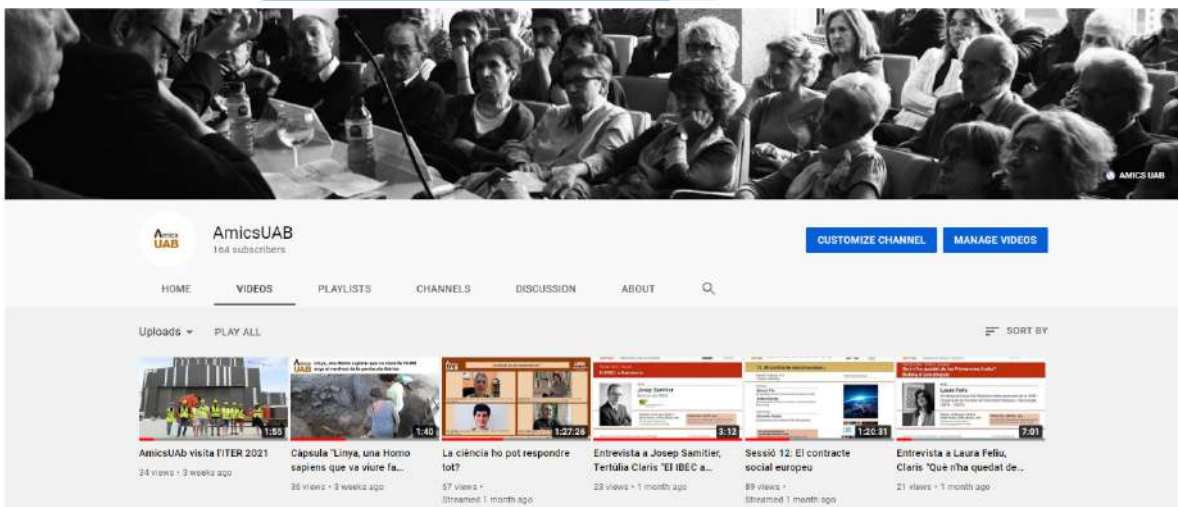 AMICS UAB
Amics
UAB
AmicsUAB
164 subscribers
CUSTOMIZE CHANNEL
MANAGE VIDEOS
HOME
VIDEOS
PLAYLISTS
CHANNELS
DISCUSSION
ABOUT
Uploads
PLAY ALL
SORT BY
1:55
1:40
1:27:26
Josep Samitier
3:12
1:20:31
Laura Feliu
7:01
AmicsUAb visita l'ITER 2021
34 views • 3 weeks ago
Càpsula "Linya, una Homo
sapiens que va viure fa...
36 views • 3 weeks ago
La ciència ho pot respondre
tot?
67 views •
Streamed 1 month ago
Entrevista a Josep Samitier,
Tertúlia Claris "El IBEC a...
23 views • 1 month ago
Sessió 12: El contracte
social europeu
89 views •
Streamed 1 month ago
Entrevista a Laura Feliu,
Claris "Què n'ha quedat de...
21 views • 1 month ago